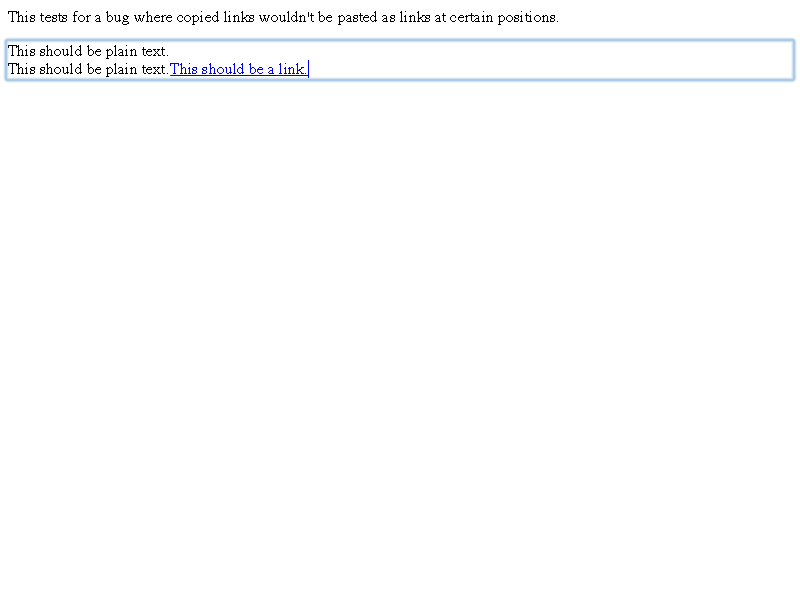 This tests for a bug where copied links wouldn't be pasted as links at certain positions.
This should be plain text.
This should be plain text.This should be a link.